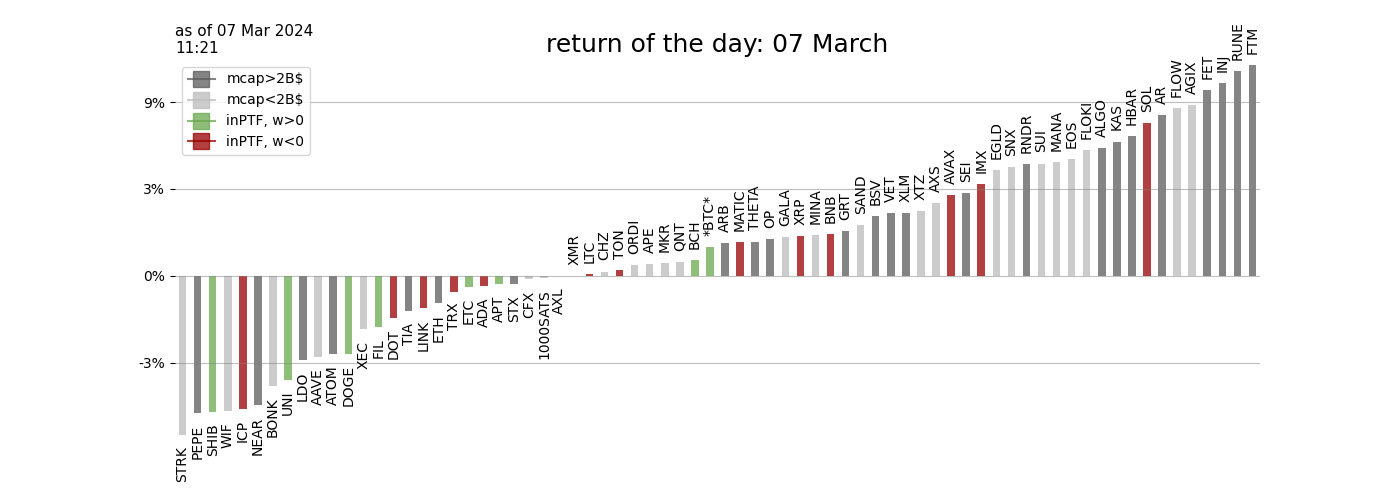 as of 07 Mar 2024
11:21
return of the day: 07 March
mcap>2B$
mcap<2B$
inPTF, w>0
inPTF, w<0
9%
3%
0%
-3%
STRK
PEPE
SHIB
WIF
ICP
NEAR
BONK
UNI
LDO
AAVE
ATOM
DOGE
XEC
FIL
DOT
TIA
LINK
ETH
TRX
ETC
ADA
APT
STX
CFX
1000SATS
AXL
XMR
LTC
CHZ
TON
ORDI
APE
MKR
QNT
BCH
*BTC*
ARB
MATIC
THETA
OP
GALA
XRP
MINA
BNB
GRT
SAND
BSV
VET
XLM
XTZ
AXS
AVAX
SEI
IMX
EGLD
SNX
RNDR
SUI
MANA
EOS
FLOKI
ALGO
KAS
HBAR
SOL
AR
FLOW
AGIX
FET
INJ
RUNE
FTM